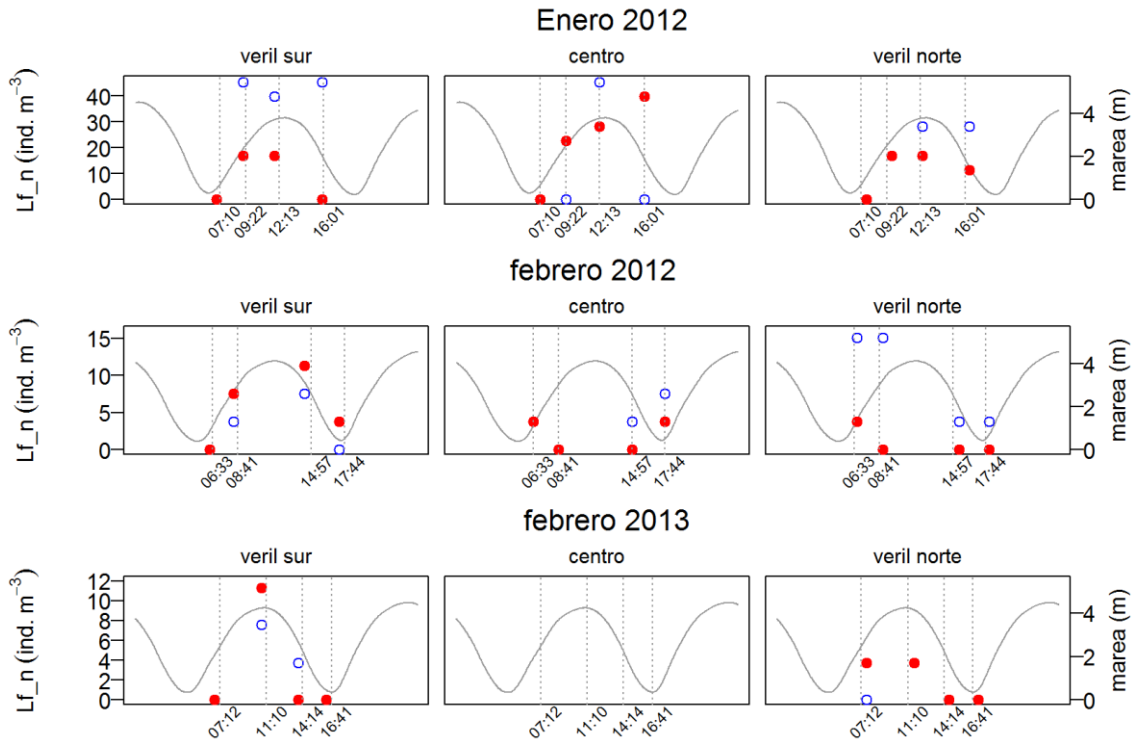 Enero 2012
veril sur
centro
veril norte
Lf_n (ind. m⁻³)
40
30
20
10
0
marea (m)
4
2
0
07:10 09:22 12:13 16:01
07:10 09:22 12:13 16:01
07:10 09:22 12:13 16:01
febrero 2012
veril sur
centro
veril norte
Lf_n (ind. m⁻³)
15
10
5
0
marea (m)
4
2
0
06:33 08:41 14:57 17:44
06:33 08:41 14:57 17:44
06:33 08:41 14:57 17:44
febrero 2013
veril sur
centro
veril norte
Lf_n (ind. m⁻³)
12
10
8
6
4
2
0
marea (m)
4
2
0
07:12 11:10 14:14 16:41
07:12 11:10 14:14 16:41
07:12 11:10 14:14 16:41